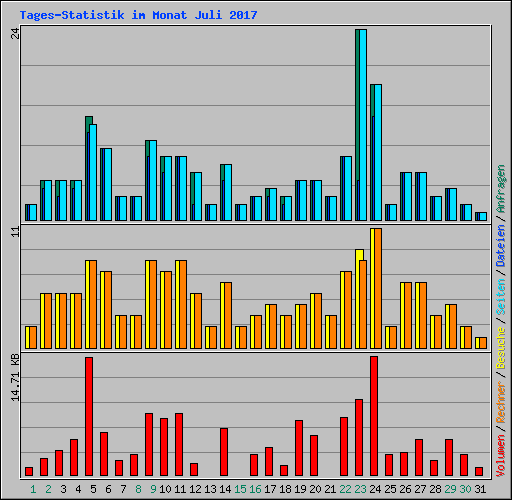 Tages-Statistik im Monat Juli 2017
24
11
14.71 KB
Volumen / Rechner / Besuche / Seiten / Dateien / Anfragen
1 2 3 4 5 6 7 8 9 10 11 12 13 14 15 16 17 18 19 20 21 22 23 24 25 26 27 28 29 30 31